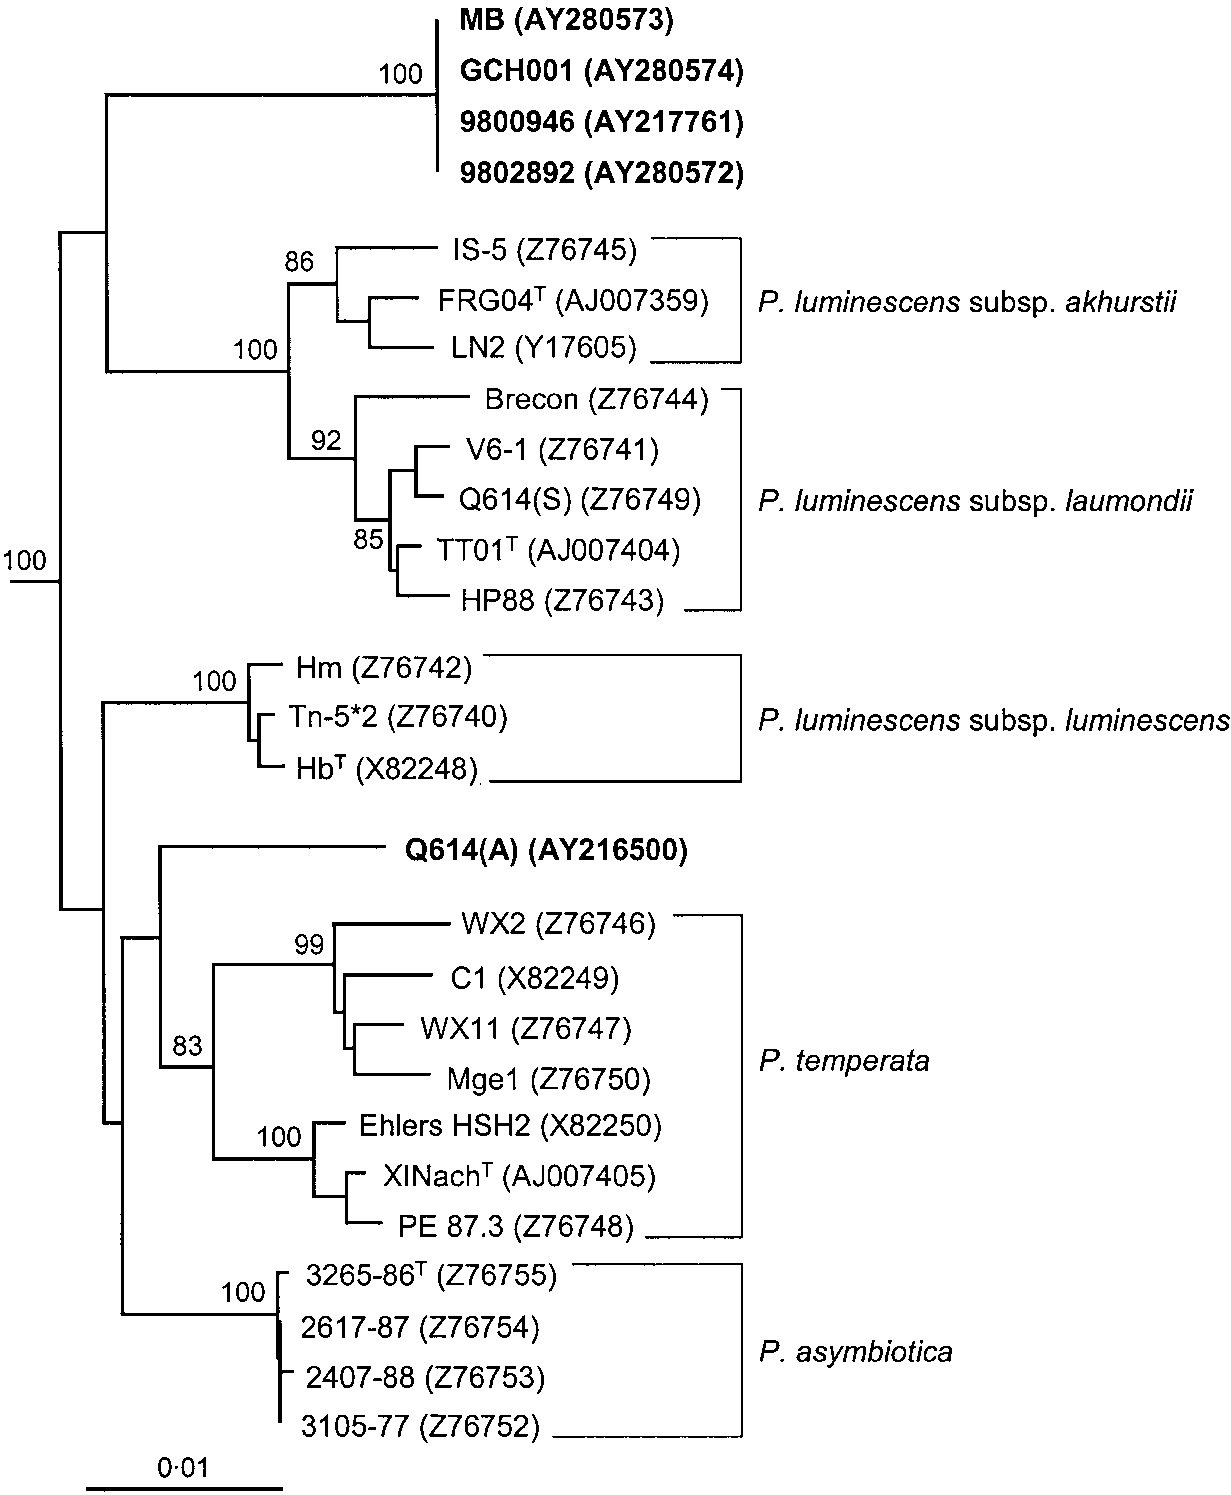 MB (AY280573)
100
GCH001 (AY280574)
9800946 (AY217761)
9802892 (AY280572)
IS-5 (Z76745)
86
FRG04ᵀ (AJ007359)
P. luminescens subsp. akhurstii
LN2 (Y17605)
100
Brecon (Z76744)
92
V6-1 (Z76741)
Q614(S) (Z76749)
P. luminescens subsp. laumondii
85
TT01ᵀ (AJ007404)
100
HP88 (Z76743)
Hm (Z76742)
100
Tn-5*2 (Z76740)
P. luminescens subsp. luminescens
Hbᵀ (X82248)
Q614(A) (AY216500)
WX2 (Z76746)
99
C1 (X82249)
WX11 (Z76747)
83
P. temperata
Mge1 (Z76750)
Ehlers HSH2 (X82250)
100
XINachᵀ (AJ007405)
PE 87.3 (Z76748)
3265-86ᵀ (Z76755)
100
2617-87 (Z76754)
P. asymbiotica
2407-88 (Z76753)
3105-77 (Z76752)
0·01